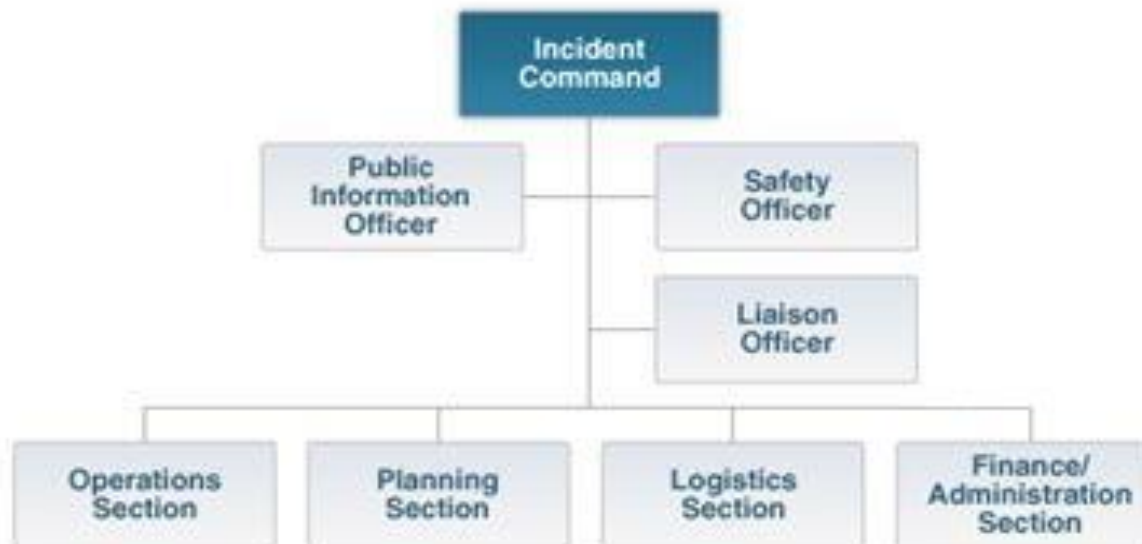 Incident
Command
Public
Information
Officer
Safety
Officer
Liaison
Officer
Operations
Section
Planning
Section
Logistics
Section
Finance/
Administration
Section